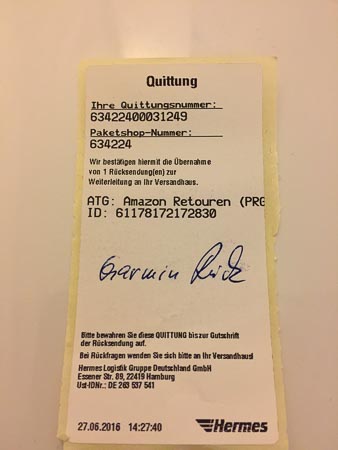 Quittung
Ihre Quittungsnummer:
63422400031249
Paketshop-Nummer:
634224
Wir bestätigen hiermit die Übernahme
von 1 Rücksendung(en) zur
Weiterleitung an Ihr Versandhaus.
ATG: Amazon Retouren (PRG
ID: 61178172172830
Garmin Rück
Bitte bewahren Sie diese QUITTUNG bis zur Gutschrift
der Rücksendung auf.
Bei Rückfragen wenden Sie sich bitte an Ihr Versandhaus!
Hermes Logistik Gruppe Deutschland GmbH
Essener Str. 89, 22419 Hamburg
Ust-IDNr.: DE 263 537 541
27.06.2016 14:27:40 Hermes